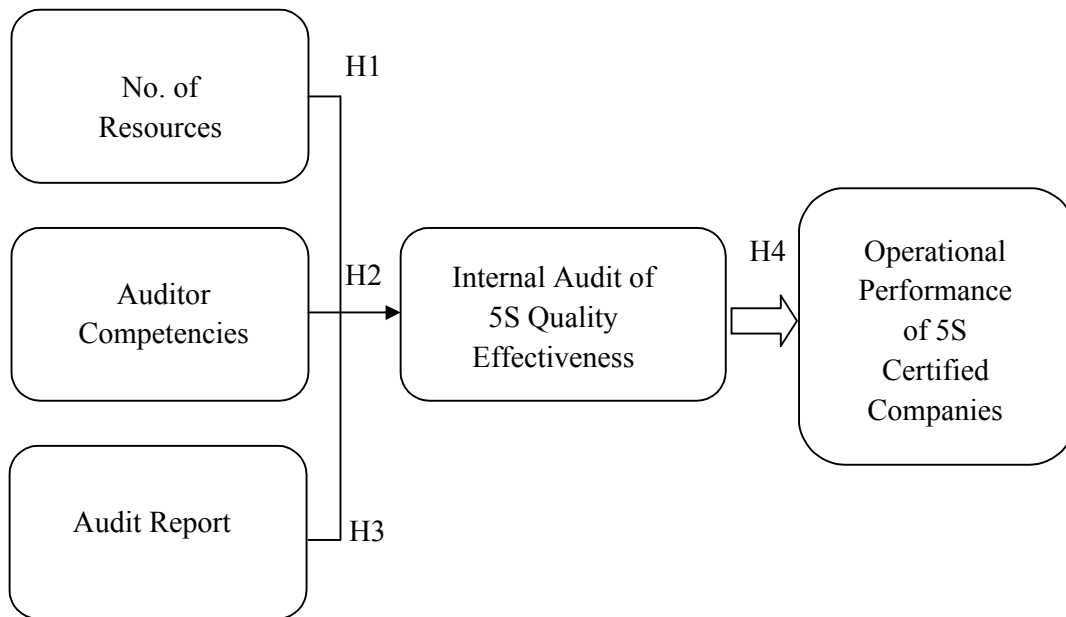 No. of
Resources
H1
Auditor
Competencies
H2
Audit Report
H3
Internal Audit of
5S Quality
Effectiveness
H4
Operational
Performance
of 5S
Certified
Companies